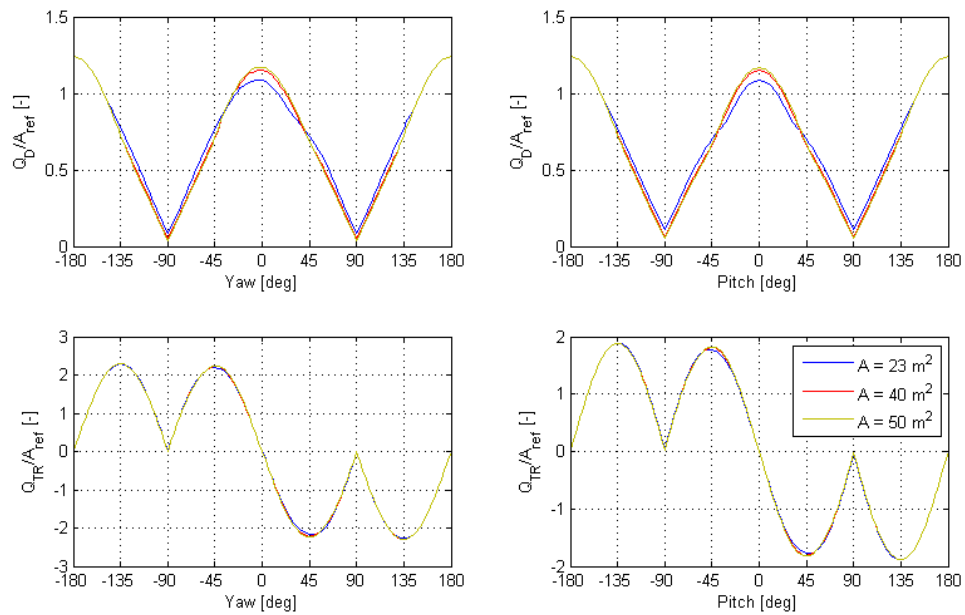 1.5
1
0.5
0
Q_D/A_ref [-]
-180 -135 -90 -45 0 45 90 135 180
Yaw [deg]
1.5
1
0.5
0
Q_D/A_ref [-]
-180 -135 -90 -45 0 45 90 135 180
Pitch [deg]
3
2
1
0
-1
-2
-3
Q_TR/A_ref [-]
-180 -135 -90 -45 0 45 90 135 180
Yaw [deg]
2
1
0
-1
-2
Q_TR/A_ref [-]
A = 23 m²
A = 40 m²
A = 50 m²
-180 -135 -90 -45 0 45 90 135 180
Pitch [deg]